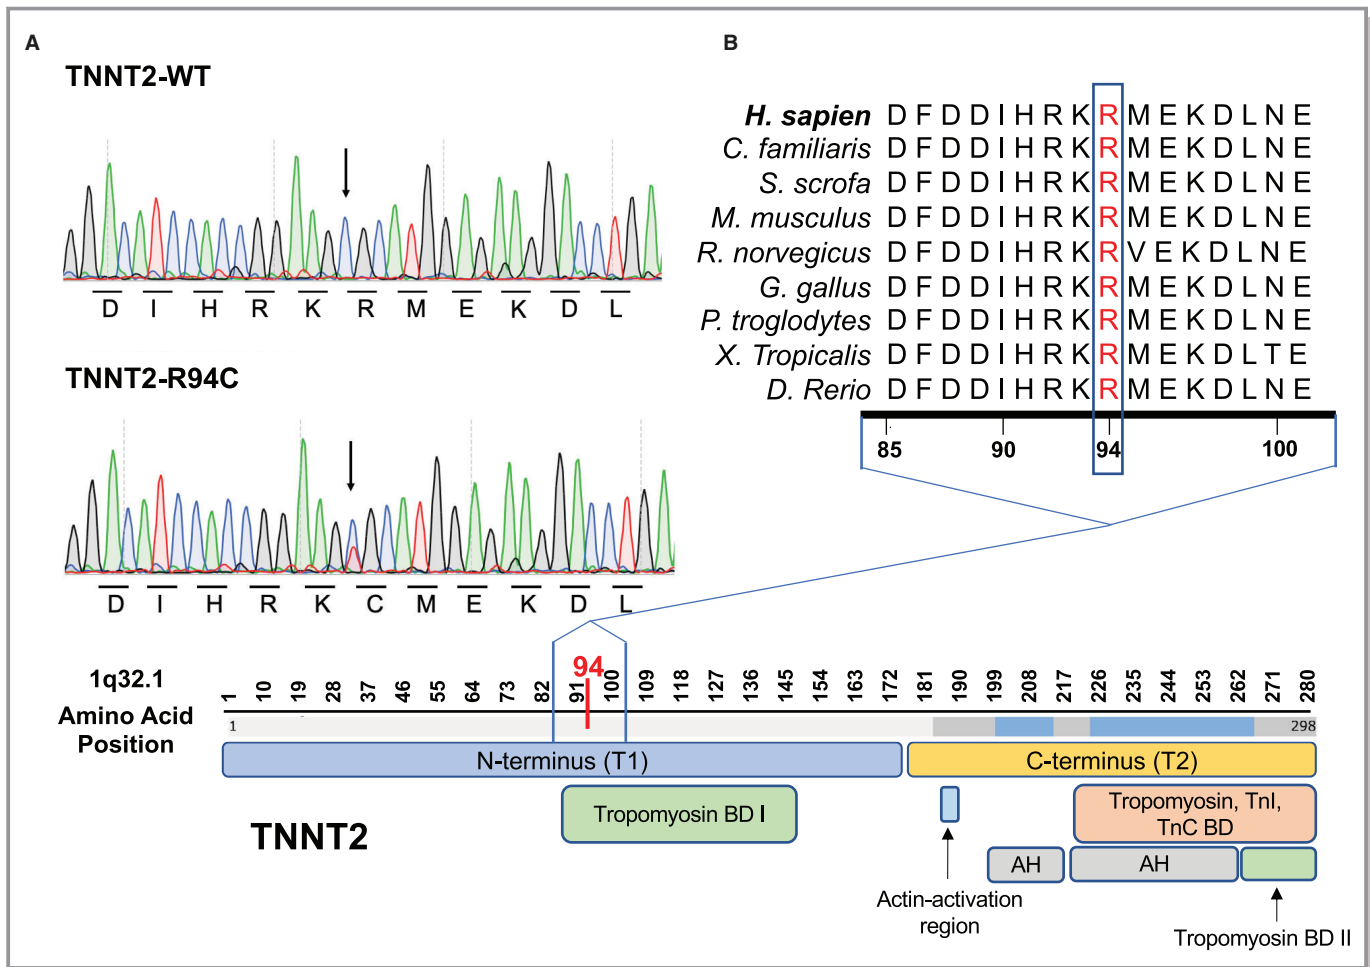 A
TNNT2-WT
D I H R K R M E K D L
TNNT2-R94C
D I H R K C M E K D L
B
H. sapien D F D D I H R K R M E K D L N E
C. familiaris D F D D I H R K R M E K D L N E
S. scrofa D F D D I H R K R M E K D L N E
M. musculus D F D D I H R K R M E K D L N E
R. norvegicus D F D D I H R K R V E K D L N E
G. gallus D F D D I H R K R M E K D L N E
P. troglodytes D F D D I H R K R M E K D L N E
X. Tropicalis D F D D I H R K R M E K D L T E
D. Rerio D F D D I H R K R M E K D L N E
85 90 94 100
94
1q32.1
Amino Acid
Position
1 10 19 28 37 46 55 64 73 82 91 100 109 118 127 136 145 154 163 172 181 190 199 208 217 226 235 244 253 262 271 280
1 298
N-terminus (T1) C-terminus (T2)
TNNT2
Tropomyosin BD I
Tropomyosin, TnI,
TnC BD
AH AH
Actin-activation
region
Tropomyosin BD II